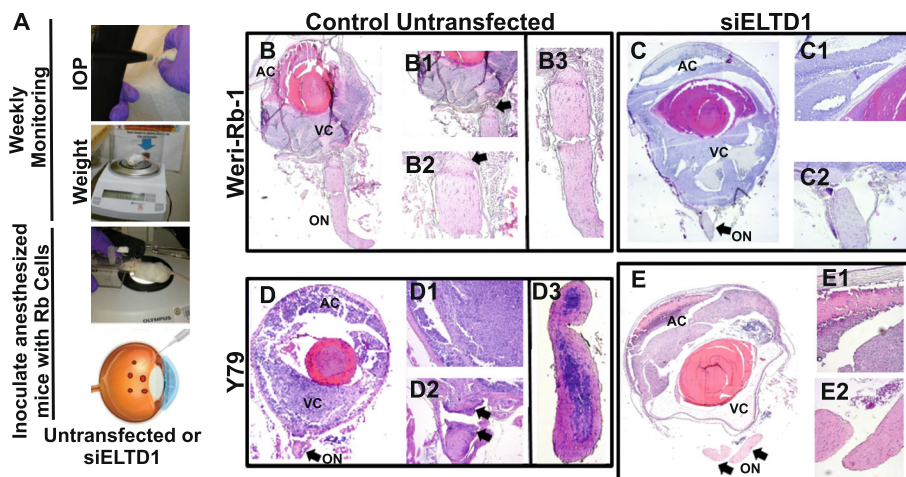 A
Weekly
Monitoring
IOP
Weight
Inoculate anesthesized
mice with Rb Cells
OLYMPUS
Untransfected or
siELTD1
Control Untransfected
siELTD1
Weri-Rb-1
B
AC
VC
ON
B1
B2
B3
C
AC
VC
ON
C1
C2
Y79
D
AC
VC
ON
D1
D2
D3
E
AC
VC
ON
E1
E2